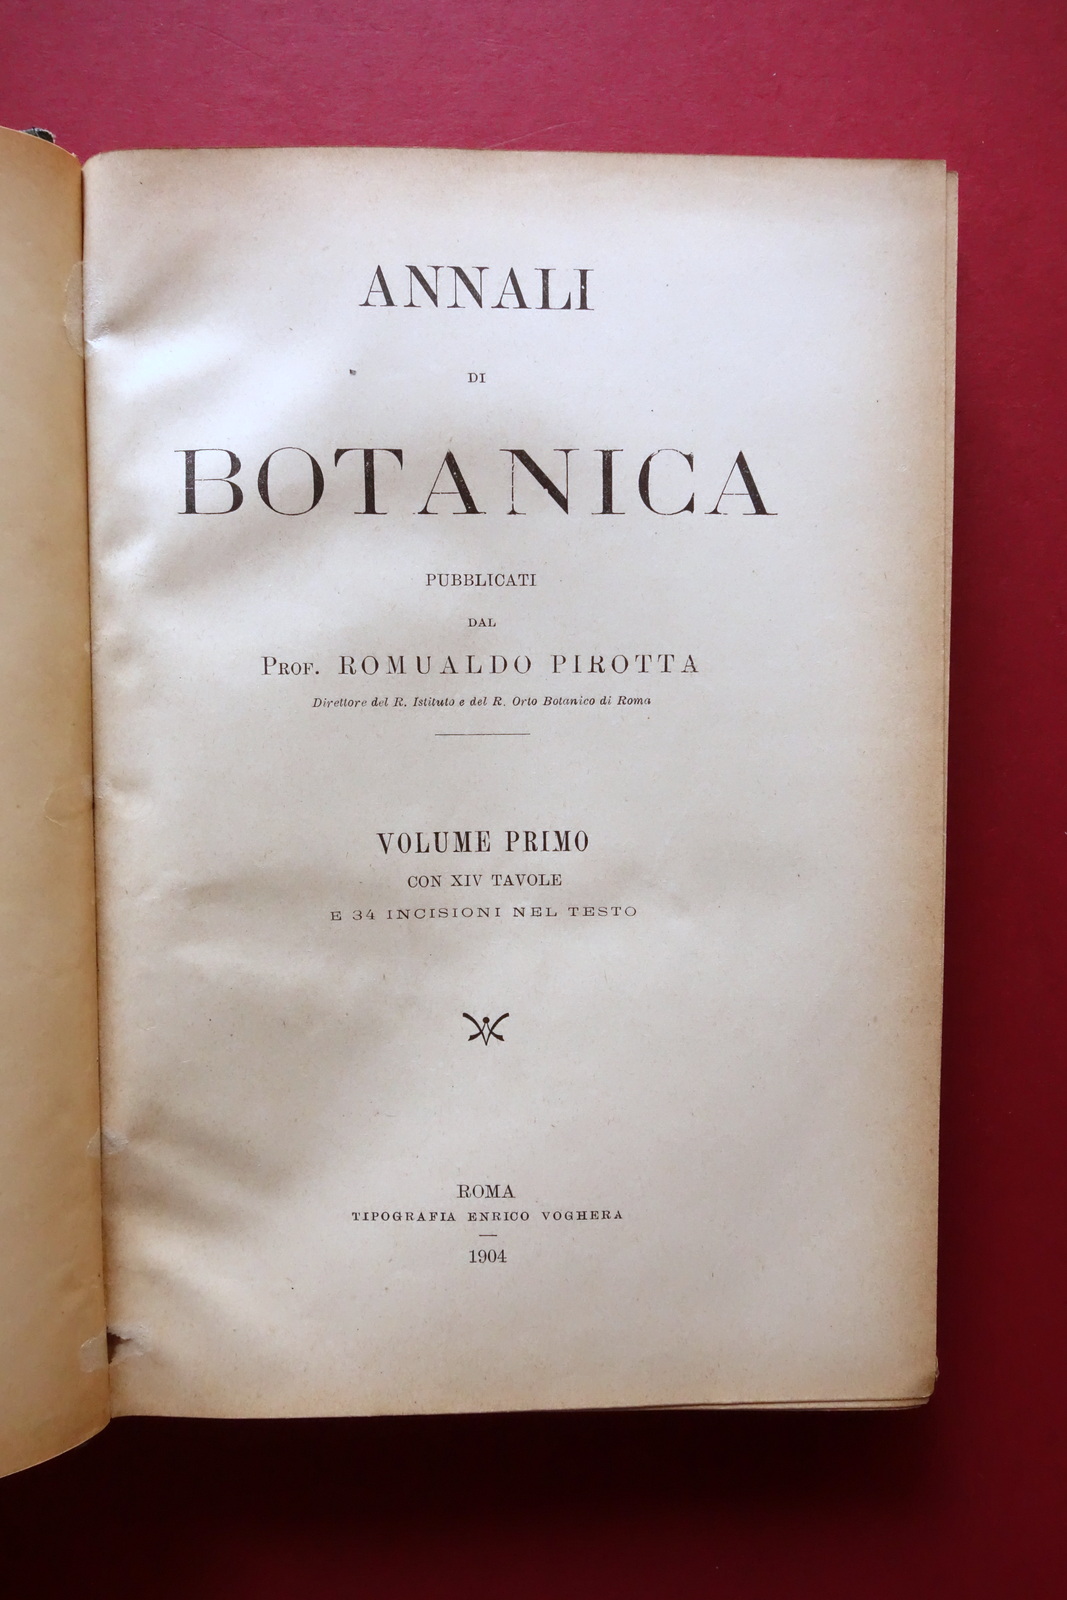 ANNALI
DI
BOTANICA
PUBBLICATI
DAL
PROF. ROMUALDO PIROTTA
Direttore del R. Istituto e del R. Orto Botanico di Roma
VOLUME PRIMO
CON XIV TAVOLE
E 34 INCISIONI NEL TESTO
ROMA
TIPOGRAFIA ENRICO VOGHERA
1904